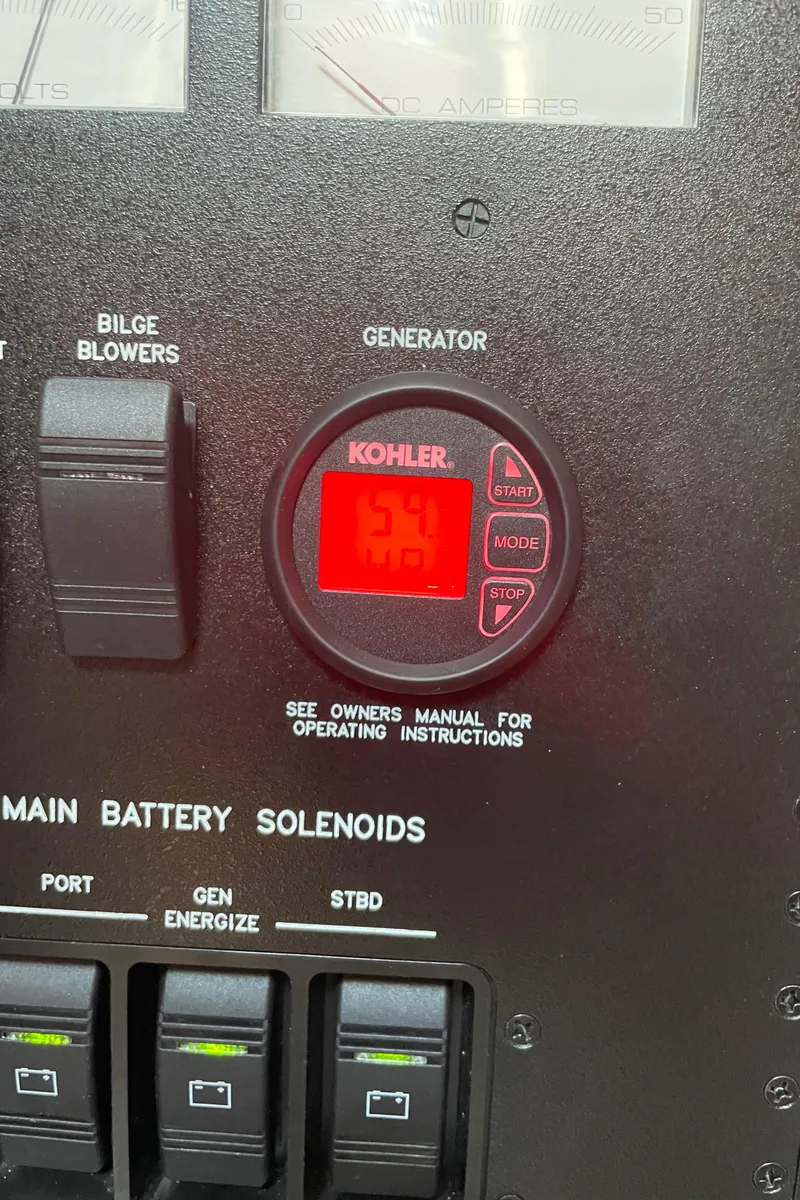 0
50
DC AMPERES
BILGE
BLOWERS
GENERATOR
KOHLER®
START
MODE
STOP
SEE OWNERS MANUAL FOR
OPERATING INSTRUCTIONS
MAIN BATTERY SOLENOIDS
PORT
GEN
ENERGIZE
STBD